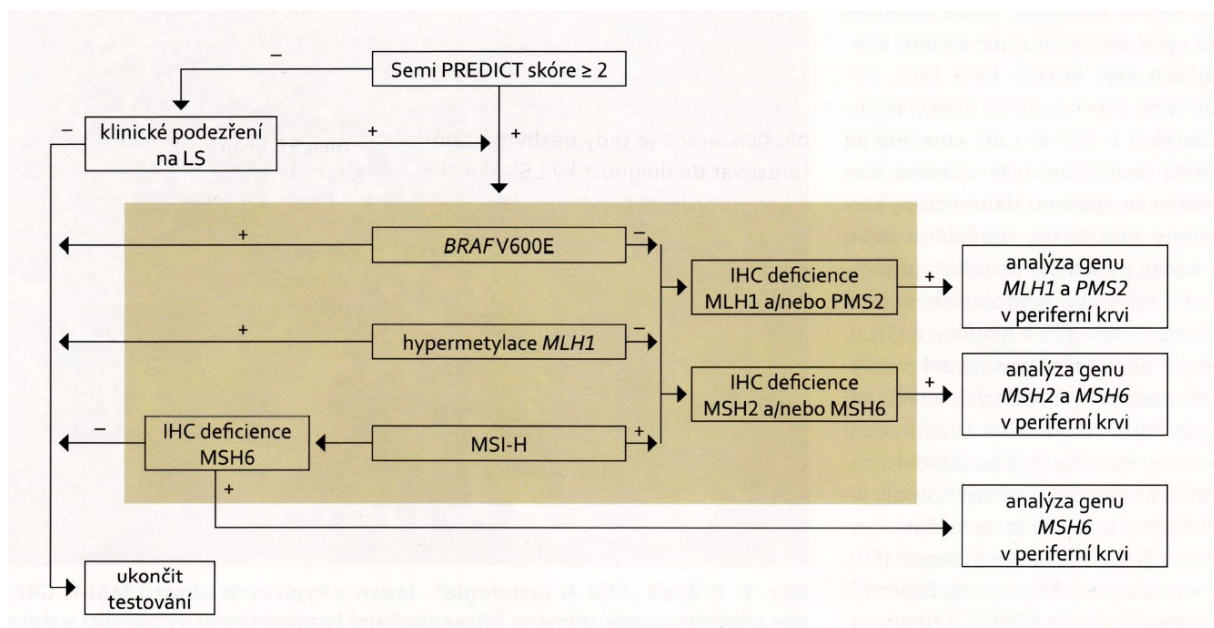 Semi PREDICT skóre ≥ 2
–
klinické podezření
na LS
–
+
+
BRAF V600E
+
–
IHC deficience
MLH1 a/nebo PMS2
+
analýza genu
MLH1 a PMS2
v periferní krvi
hypermetylace MLH1
+
–
IHC deficience
MSH2 a/nebo MSH6
+
analýza genu
MSH2 a MSH6
v periferní krvi
IHC deficience
MSH6
–
MSI-H
+
+
analýza genu
MSH6
v periferní krvi
ukončit
testování